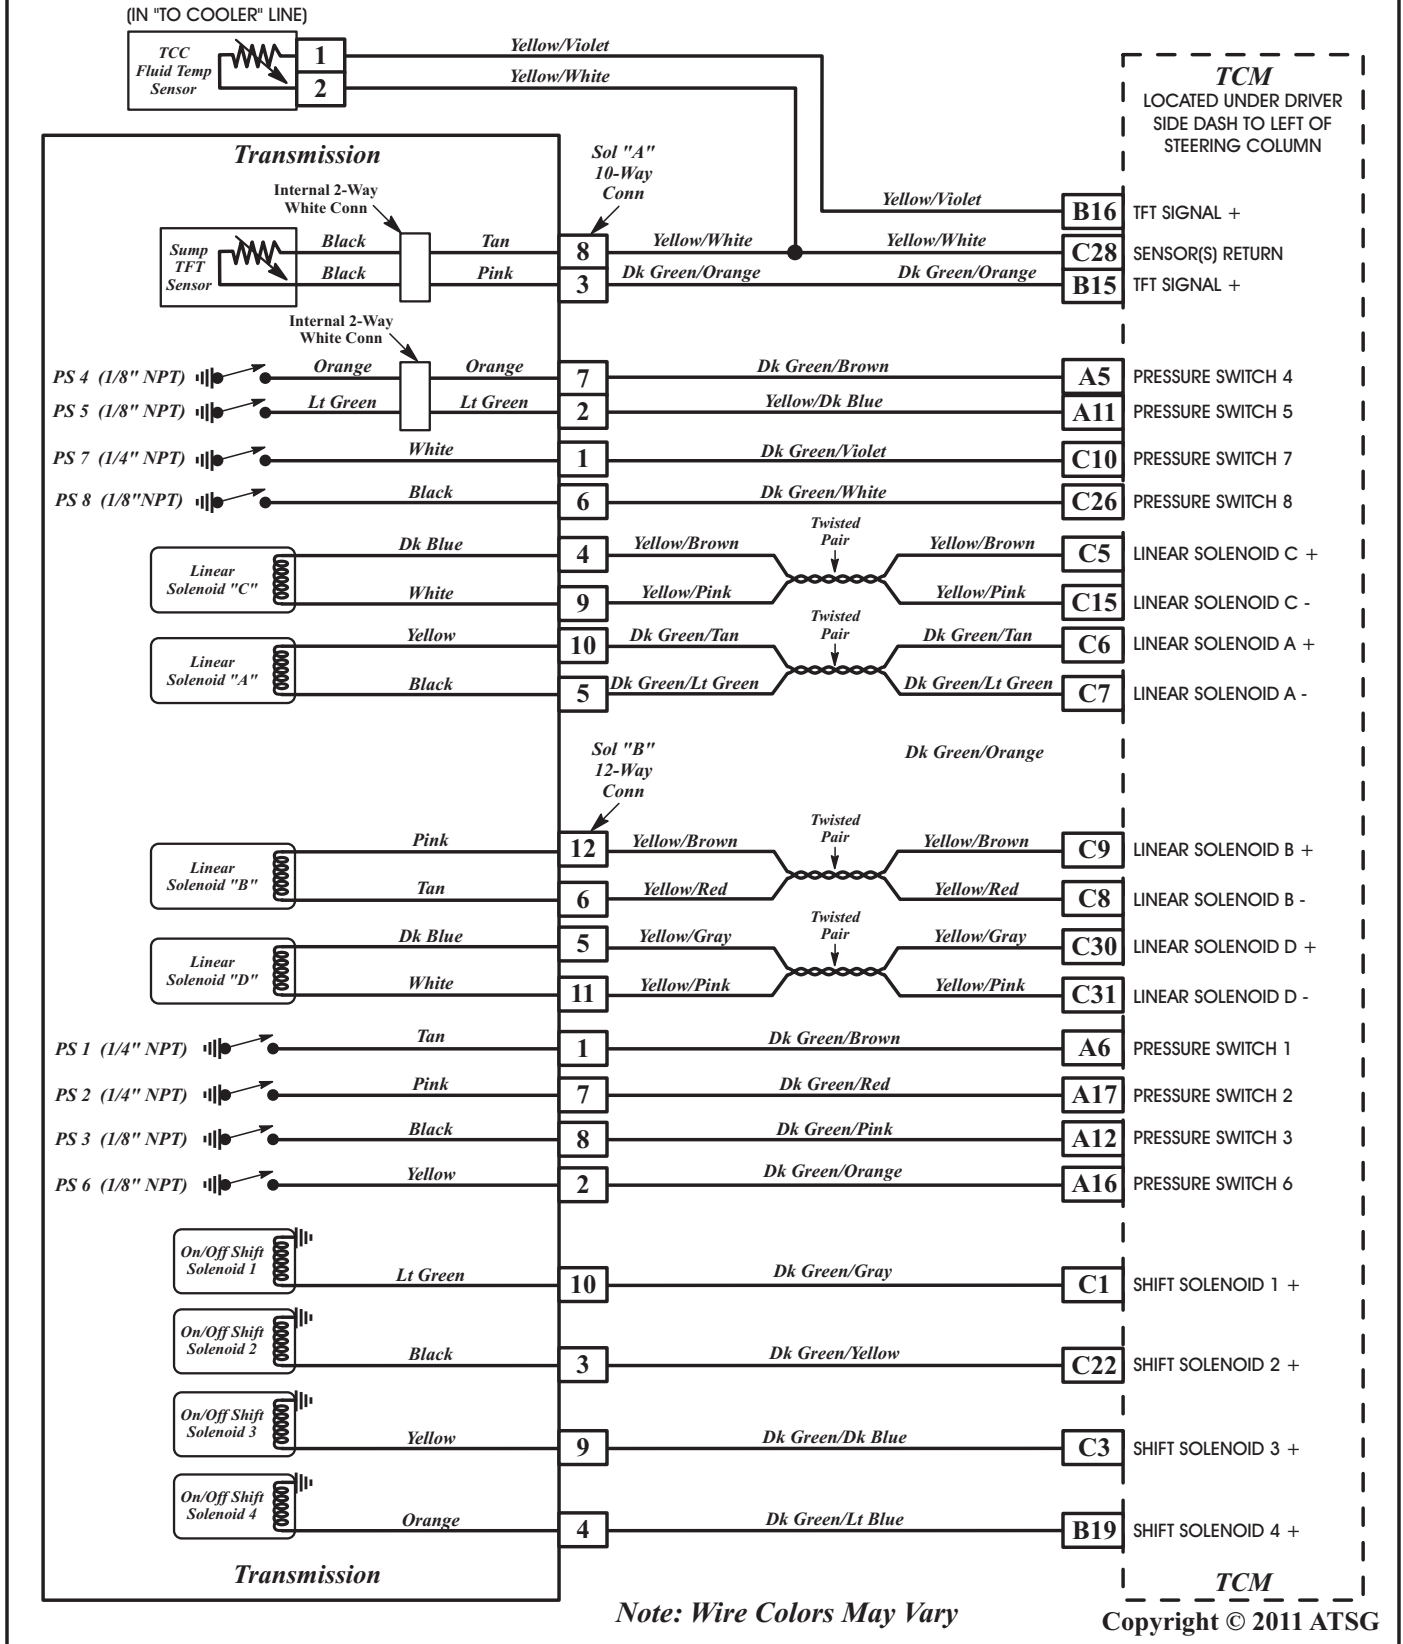 (IN "TO COOLER" LINE)
TCC
Fluid Temp
Sensor
1
2
Yellow/Violet
Yellow/White
TCM
LOCATED UNDER DRIVER
SIDE DASH TO LEFT OF
STEERING COLUMN
Transmission
Sol "A"
10-Way
Conn
Internal 2-Way
White Conn
Yellow/Violet
B16 TFT SIGNAL +
Sump
TFT
Sensor
Black Tan 8 Yellow/White Yellow/White C28 SENSOR(S) RETURN
Black Pink 3 Dk Green/Orange Dk Green/Orange B15 TFT SIGNAL +
Internal 2-Way
White Conn
PS 4 (1/8" NPT) Orange Orange 7 Dk Green/Brown A5 PRESSURE SWITCH 4
PS 5 (1/8" NPT) Lt Green Lt Green 2 Yellow/Dk Blue A11 PRESSURE SWITCH 5
PS 7 (1/4" NPT) White 1 Dk Green/Violet C10 PRESSURE SWITCH 7
PS 8 (1/8"NPT) Black 6 Dk Green/White C26 PRESSURE SWITCH 8
Twisted
Pair
Linear
Solenoid "C"
Dk Blue 4 Yellow/Brown Yellow/Brown C5 LINEAR SOLENOID C +
White 9 Yellow/Pink Yellow/Pink C15 LINEAR SOLENOID C -
Twisted
Pair
Linear
Solenoid "A"
Yellow 10 Dk Green/Tan Dk Green/Tan C6 LINEAR SOLENOID A +
Black 5 Dk Green/Lt Green Dk Green/Lt Green C7 LINEAR SOLENOID A -
Sol "B"
12-Way
Conn
Dk Green/Orange
Twisted
Pair
Linear
Solenoid "B"
Pink 12 Yellow/Brown Yellow/Brown C9 LINEAR SOLENOID B +
Tan 6 Yellow/Red Yellow/Red C8 LINEAR SOLENOID B -
Twisted
Pair
Linear
Solenoid "D"
Dk Blue 5 Yellow/Gray Yellow/Gray C30 LINEAR SOLENOID D +
White 11 Yellow/Pink Yellow/Pink C31 LINEAR SOLENOID D -
PS 1 (1/4" NPT) Tan 1 Dk Green/Brown A6 PRESSURE SWITCH 1
PS 2 (1/4" NPT) Pink 7 Dk Green/Red A17 PRESSURE SWITCH 2
PS 3 (1/8" NPT) Black 8 Dk Green/Pink A12 PRESSURE SWITCH 3
PS 6 (1/8" NPT) Yellow 2 Dk Green/Orange A16 PRESSURE SWITCH 6
On/Off Shift
Solenoid 1
Lt Green 10 Dk Green/Gray C1 SHIFT SOLENOID 1 +
On/Off Shift
Solenoid 2
Black 3 Dk Green/Yellow C22 SHIFT SOLENOID 2 +
On/Off Shift
Solenoid 3
Yellow 9 Dk Green/Dk Blue C3 SHIFT SOLENOID 3 +
On/Off Shift
Solenoid 4
Orange 4 Dk Green/Lt Blue B19 SHIFT SOLENOID 4 +
Transmission
TCM
Note: Wire Colors May Vary
Copyright © 2011 ATSG